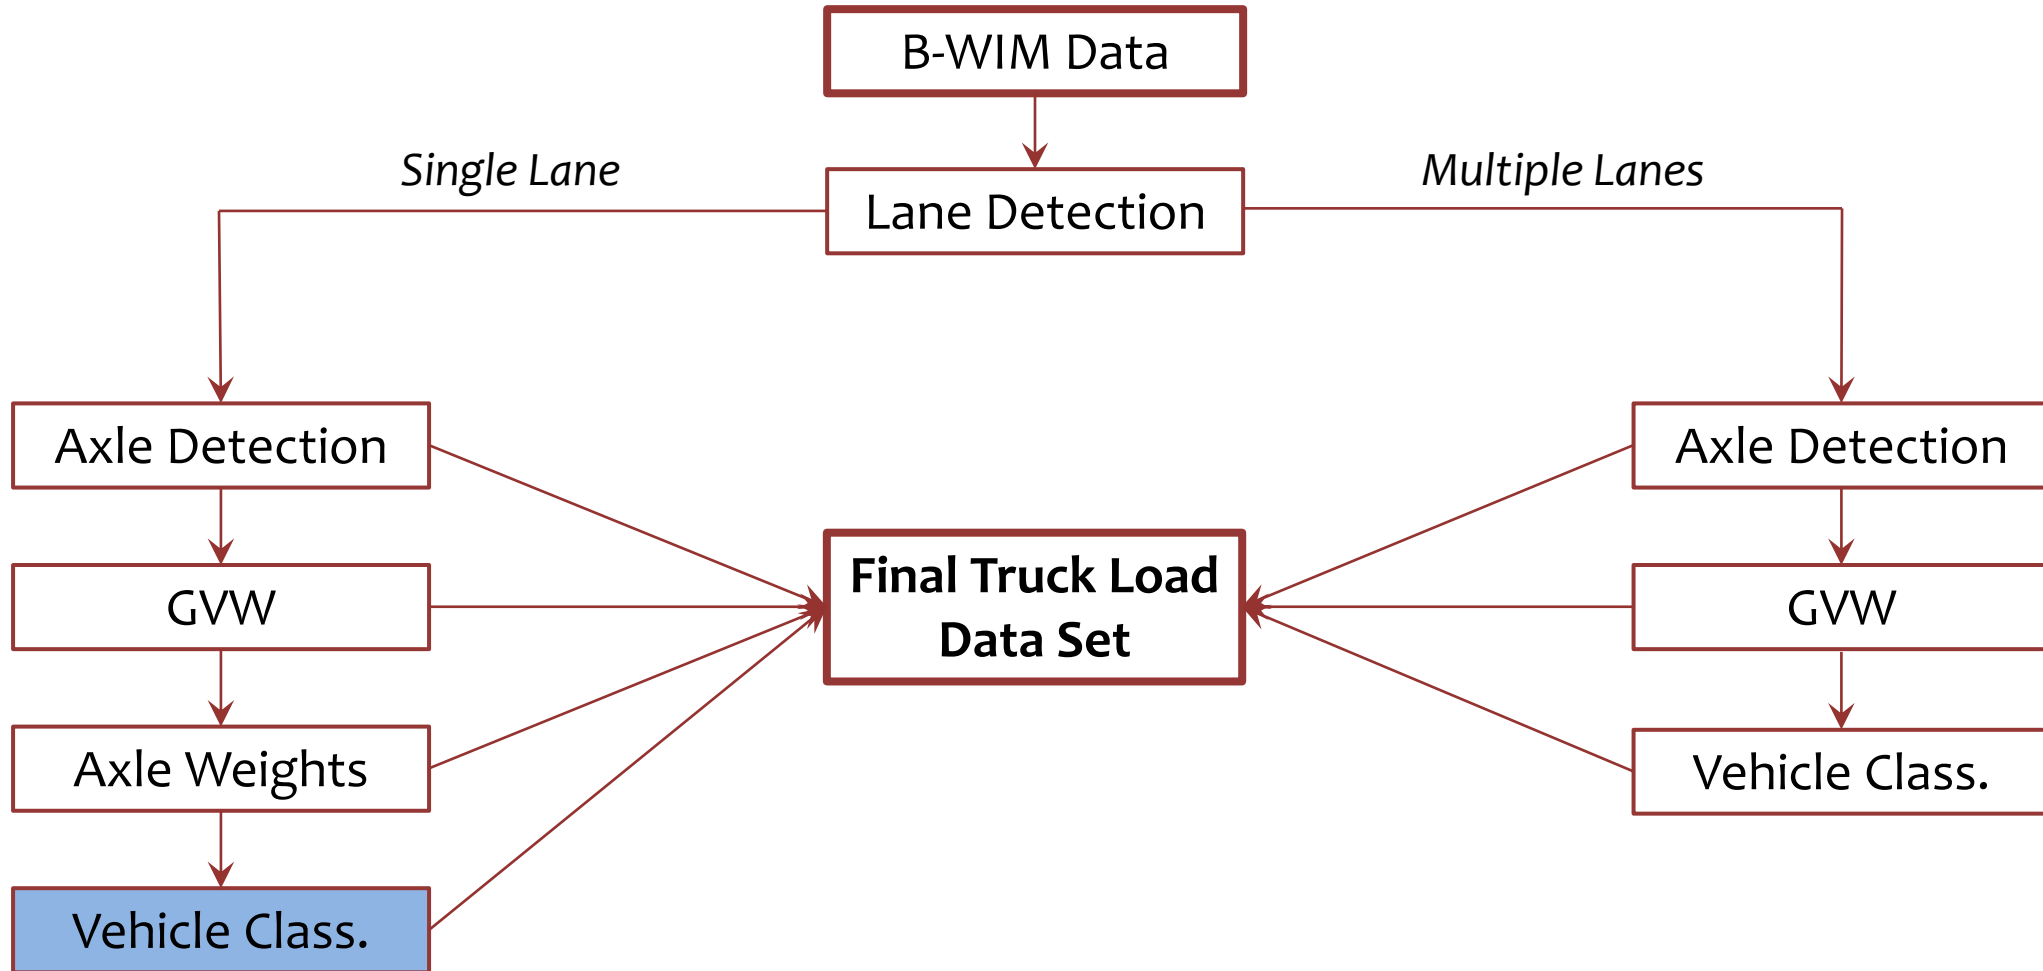 B-WIM Data
Single Lane
Multiple Lanes
Lane Detection
Axle Detection
Axle Detection
GVW
Final Truck Load
Data Set
GVW
Axle Weights
Vehicle Class.
Vehicle Class.